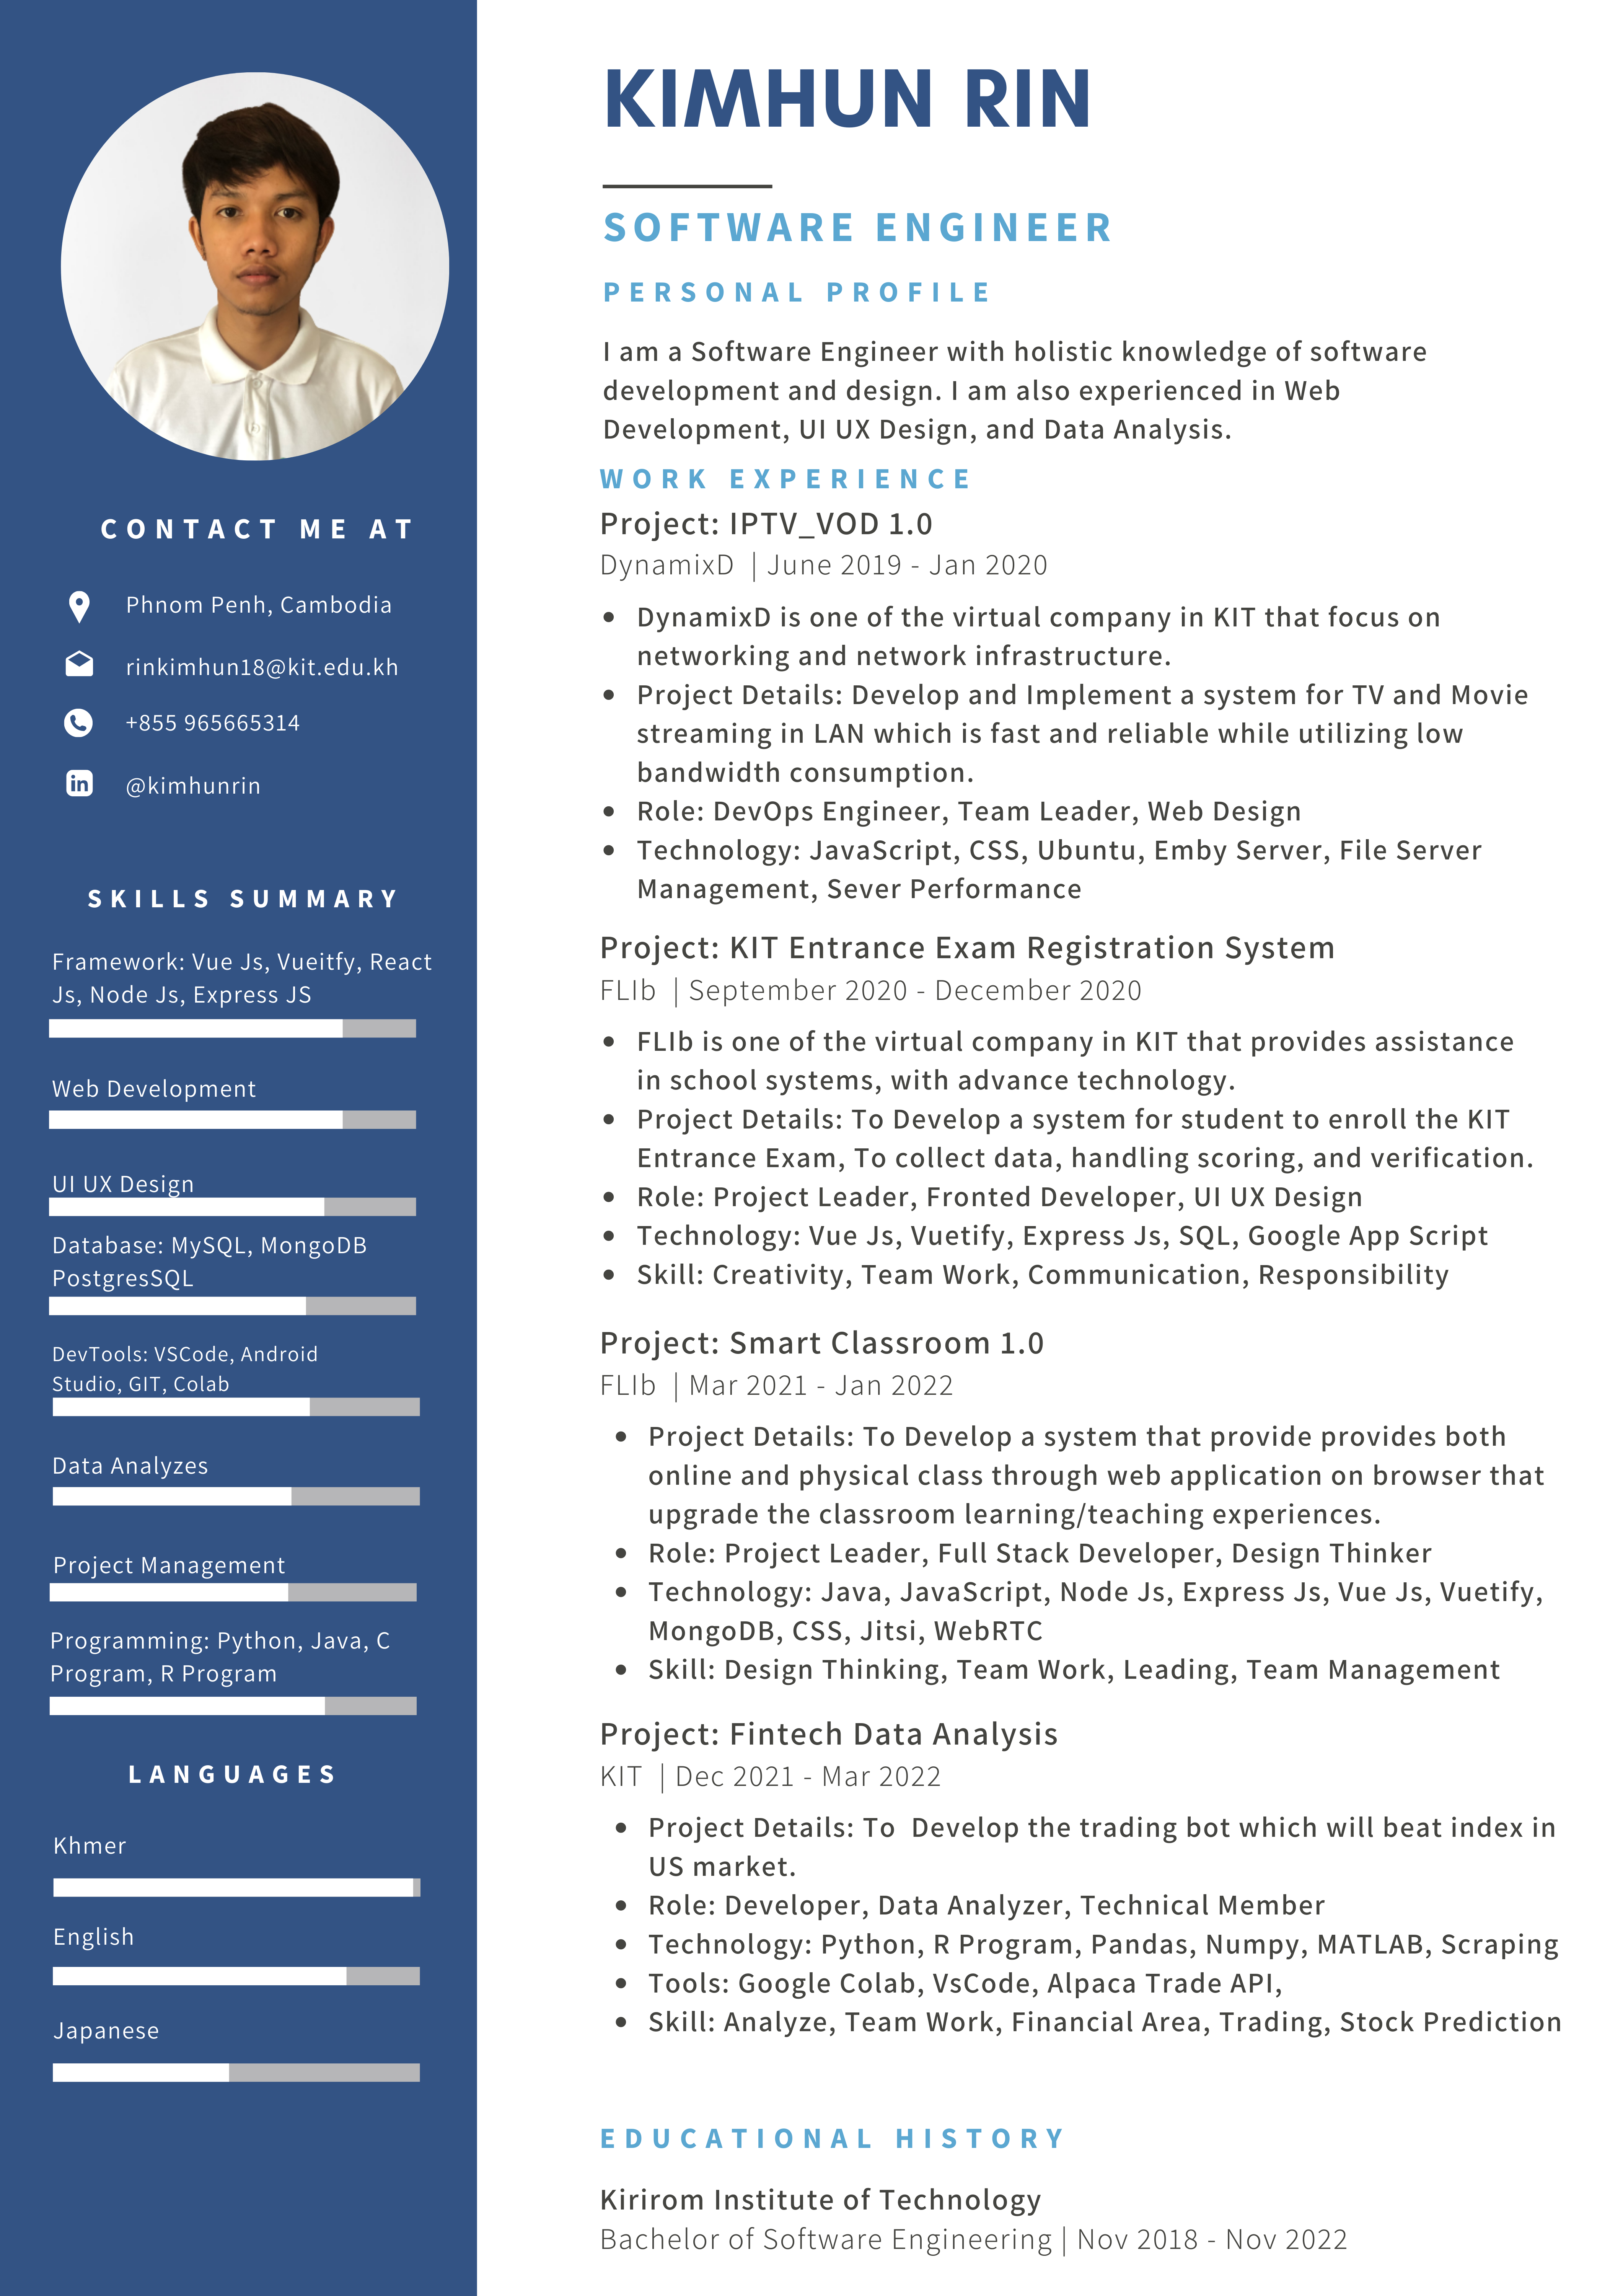 KIMHUN RIN
SOFTWARE ENGINEER
PERSONAL PROFILE
I am a Software Engineer with holistic knowledge of software
development and design. I am also experienced in Web
Development, UI UX Design, and Data Analysis.
WORK EXPERIENCE
Project: IPTV_VOD 1.0
DynamixD | June 2019 - Jan 2020
• DynamixD is one of the virtual company in KIT that focus on
networking and network infrastructure.
• Project Details: Develop and Implement a system for TV and Movie
streaming in LAN which is fast and reliable while utilizing low
bandwidth consumption.
• Role: DevOps Engineer, Team Leader, Web Design
• Technology: JavaScript, CSS, Ubuntu, Emby Server, File Server
Management, Sever Performance
Project: KIT Entrance Exam Registration System
FLIb | September 2020 - December 2020
• FLIb is one of the virtual company in KIT that provides assistance
in school systems, with advance technology.
• Project Details: To Develop a system for student to enroll the KIT
Entrance Exam, To collect data, handling scoring, and verification.
• Role: Project Leader, Fronted Developer, UI UX Design
• Technology: Vue Js, Vuetify, Express Js, SQL, Google App Script
• Skill: Creativity, Team Work, Communication, Responsibility
Project: Smart Classroom 1.0
FLIb | Mar 2021 - Jan 2022
• Project Details: To Develop a system that provide provides both
online and physical class through web application on browser that
upgrade the classroom learning/teaching experiences.
• Role: Project Leader, Full Stack Developer, Design Thinker
• Technology: Java, JavaScript, Node Js, Express Js, Vue Js, Vuetify,
MongoDB, CSS, Jitsi, WebRTC
• Skill: Design Thinking, Team Work, Leading, Team Management
Project: Fintech Data Analysis
KIT | Dec 2021 - Mar 2022
• Project Details: To Develop the trading bot which will beat index in
US market.
• Role: Developer, Data Analyzer, Technical Member
• Technology: Python, R Program, Pandas, Numpy, MATLAB, Scraping
• Tools: Google Colab, VsCode, Alpaca Trade API,
• Skill: Analyze, Team Work, Financial Area, Trading, Stock Prediction
EDUCATIONAL HISTORY
Kirirom Institute of Technology
Bachelor of Software Engineering | Nov 2018 - Nov 2022
CONTACT ME AT
Phnom Penh, Cambodia
rinkimhun18@kit.edu.kh
+855 965665314
in @kimhunrin
SKILLS SUMMARY
Framework: Vue Js, Vueitfy, React
Js, Node Js, Express JS
Web Development
UI UX Design
Database: MySQL, MongoDB
PostgresSQL
DevTools: VSCode, Android
Studio, GIT, Colab
Data Analyzes
Project Management
Programming: Python, Java, C
Program, R Program
LANGUAGES
Khmer
English
Japanese